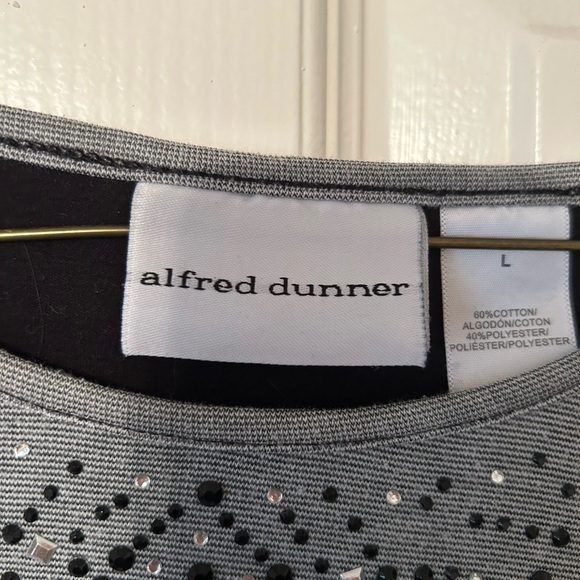 alfred dunner
L
60%COTTON/
ALGODÓN/COTON
40%POLYESTER/
POLIÉSTER/POLYESTER